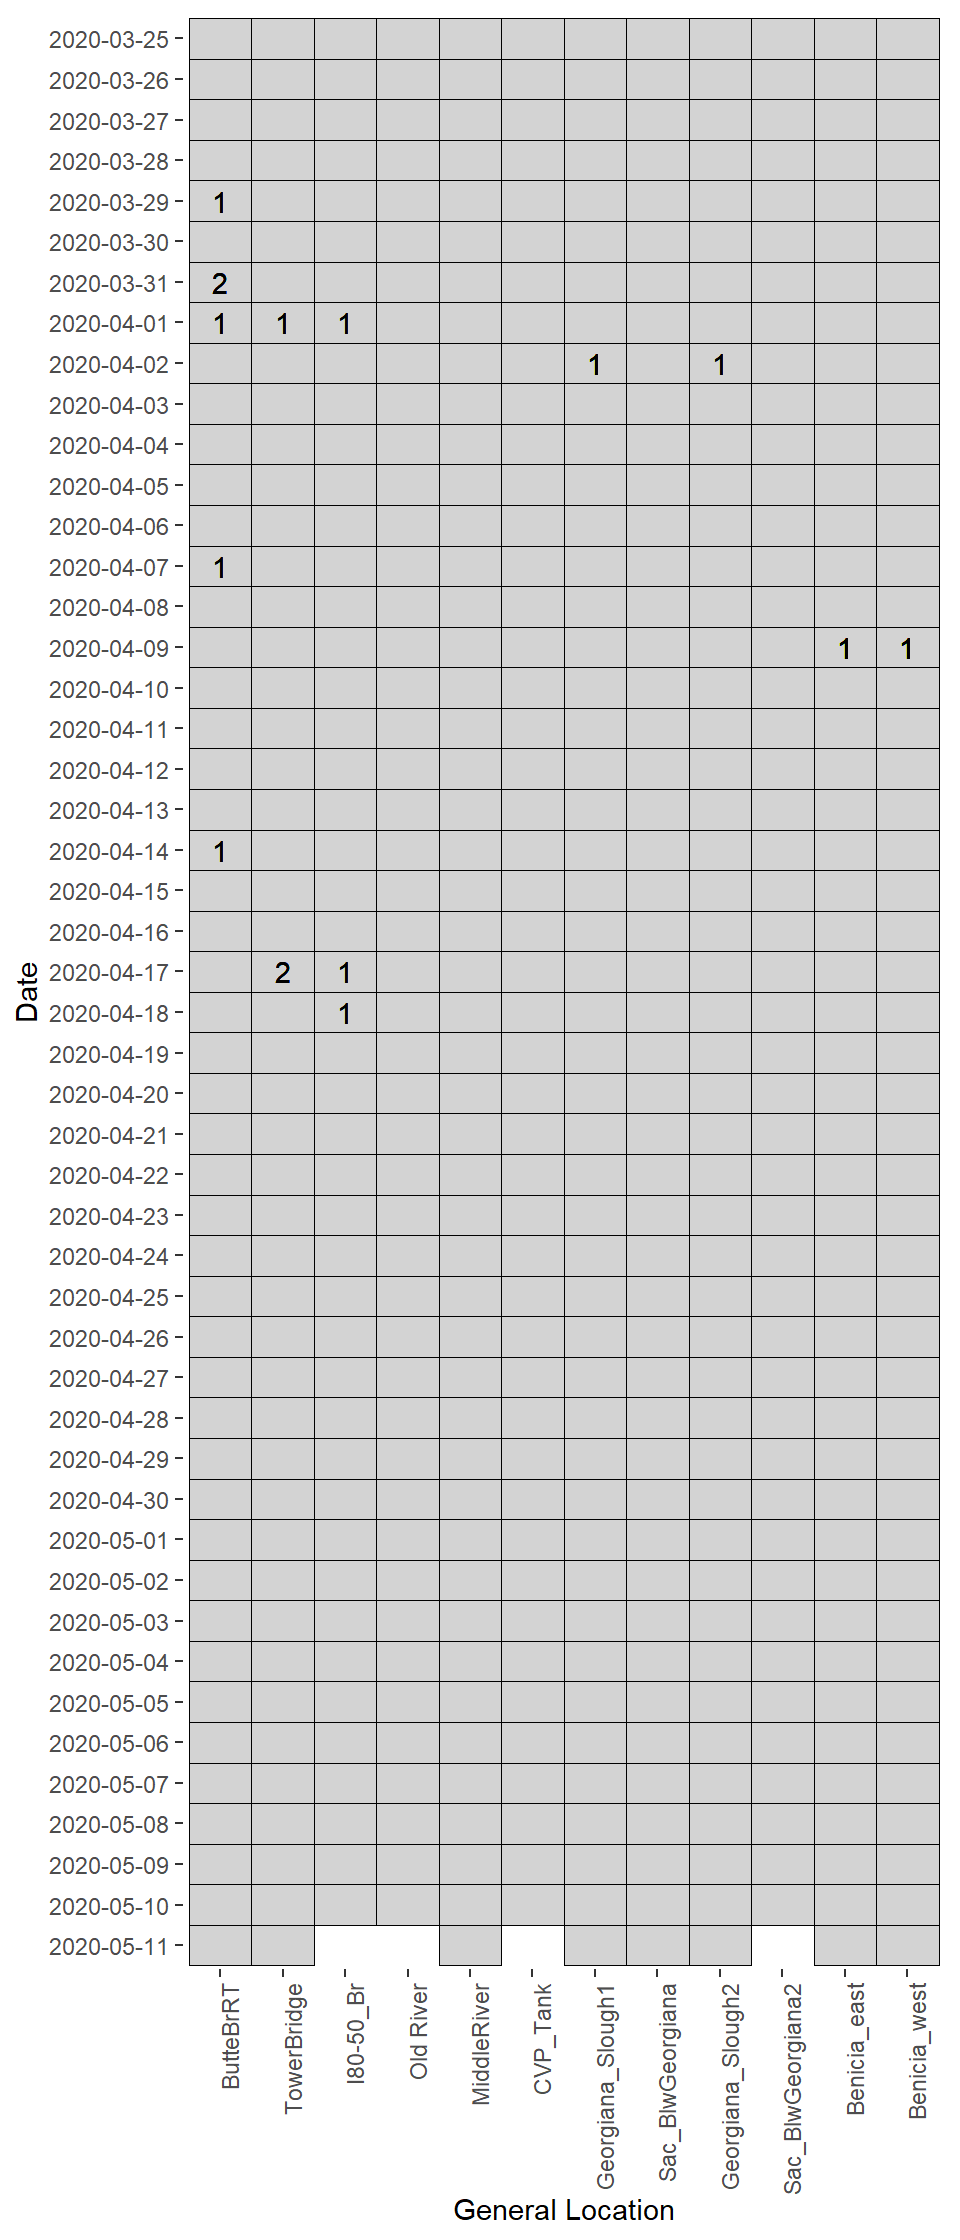 2020-03-25
2020-03-26
2020-03-27
2020-03-28
2020-03-29 1
2020-03-30
2020-03-31 2
2020-04-01 1 1 1
2020-04-02 1 1
2020-04-03
2020-04-04
2020-04-05
2020-04-06
2020-04-07 1
2020-04-08
2020-04-09 1 1
2020-04-10
2020-04-11
2020-04-12
2020-04-13
2020-04-14 1
2020-04-15
2020-04-16
2020-04-17 2 1
2020-04-18 1
2020-04-19
2020-04-20
2020-04-21
2020-04-22
2020-04-23
2020-04-24
2020-04-25
2020-04-26
2020-04-27
2020-04-28
2020-04-29
2020-04-30
2020-05-01
2020-05-02
2020-05-03
2020-05-04
2020-05-05
2020-05-06
2020-05-07
2020-05-08
2020-05-09
2020-05-10
2020-05-11
Date
ButteBrRT
TowerBridge
I80-50_Br
Old River
MiddleRiver
CVP_Tank
Georgiana_Slough1
Sac_BlwGeorgiana
Georgiana_Slough2
Sac_BlwGeorgiana2
Benicia_east
Benicia_west
General Location